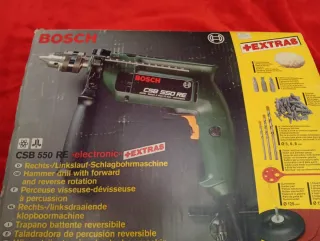 BOSCH
BOSCH
+EXTRAS
BOSCH
CSB 550 RE
CSB 550 RE -electronic- +EXTRAS
Rechts-/Linkslauf-Schlagbohrmaschine
Hammer drill with forward
and reverse rotation
Perceuse visseuse-dévisseuse
à percussion
Rechts-/linksdraaiende
klopboormachine
Trapano battente reversibile
Taladradora de percusión reversible